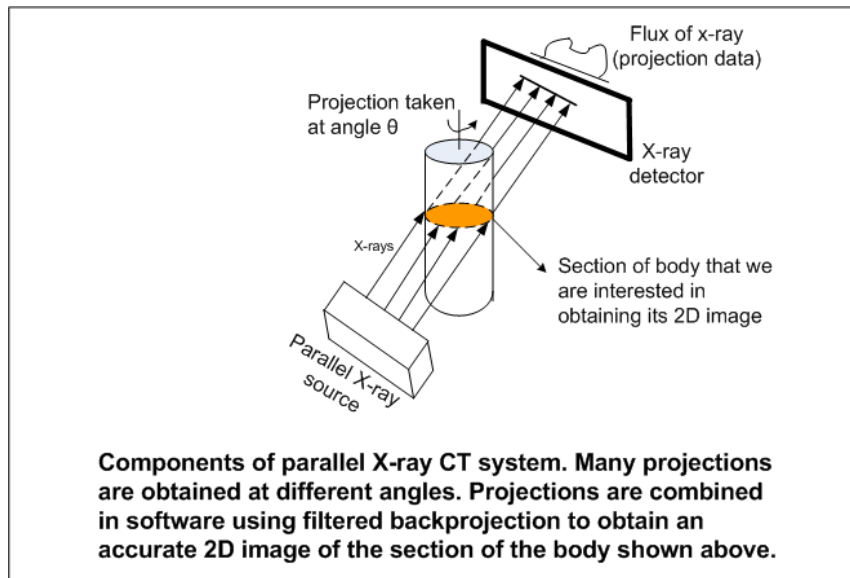 Flux of x-ray
(projection data)
Projection taken
at angle θ
X-ray
detector
X-rays
Section of body that we
are interested in
obtaining its 2D image
Parallel X-ray
source
Components of parallel X-ray CT system. Many projections
are obtained at different angles. Projections are combined
in software using filtered backprojection to obtain an
accurate 2D image of the section of the body shown above.